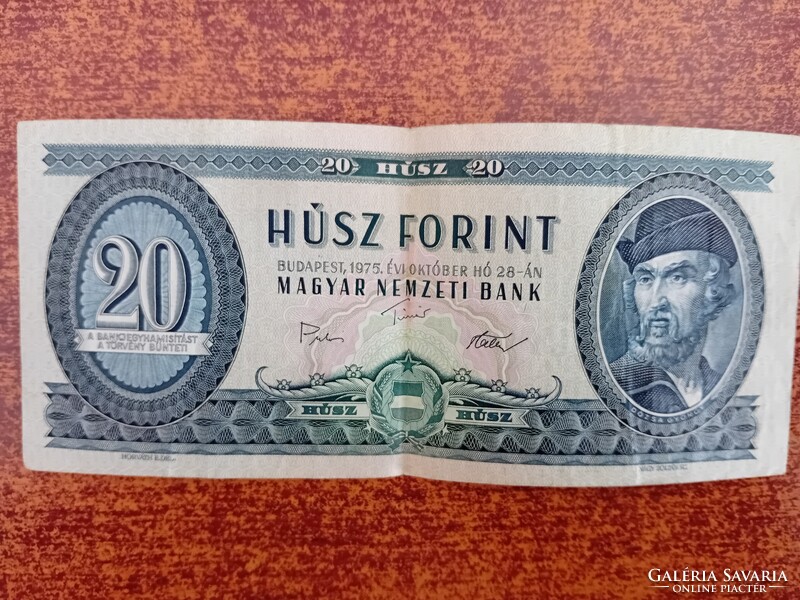 20 HÚSZ 20
HÚSZ FORINT
BUDAPEST, 1975. ÉVI OKTÓBER HÓ 28-ÁN
MAGYAR NEMZETI BANK
20
A BANKJEGYHAMISÍTÁST
A TÖRVÉNY BÜNTETI
HÚSZ HÚSZ
GALÉRIA SAVARIA
ONLINE PIACTÉR